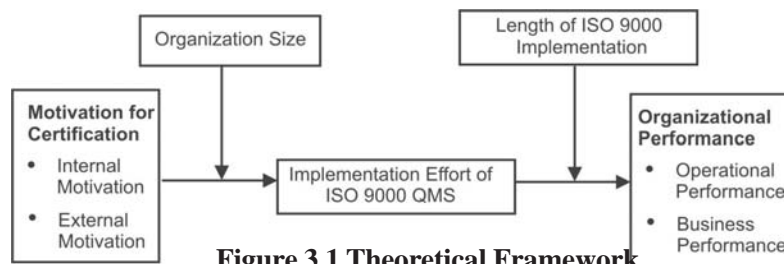 Organization Size
Length of ISO 9000
Implementation
Motivation for
Certification
• Internal
Motivation
• External
Motivation
Implementation Effort of
ISO 9000 QMS
Organizational
Performance
• Operational
Performance
• Business
Performance
Figure 3.1 Theoretical Framework